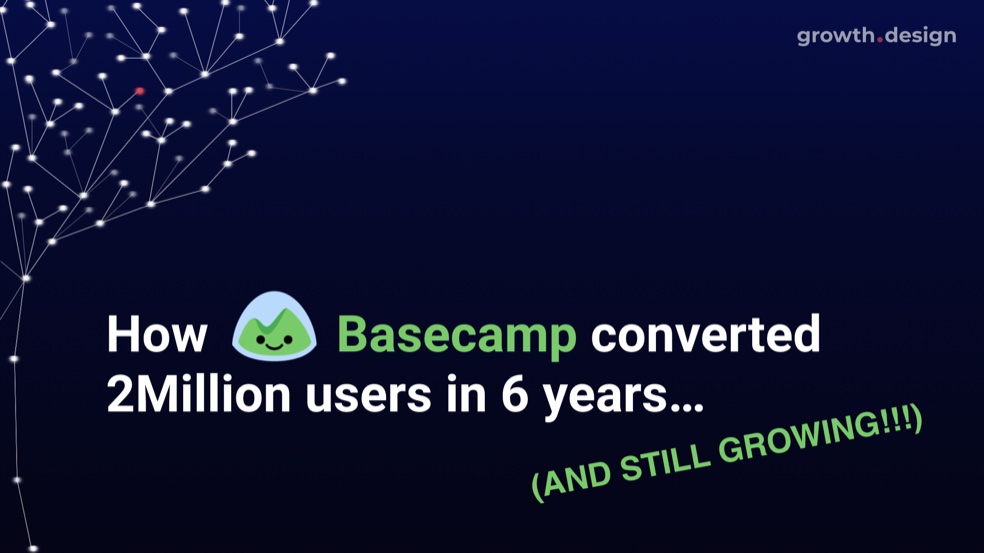 growth.design
How Basecamp converted
2Million users in 6 years…
(AND STILL GROWING!!!)